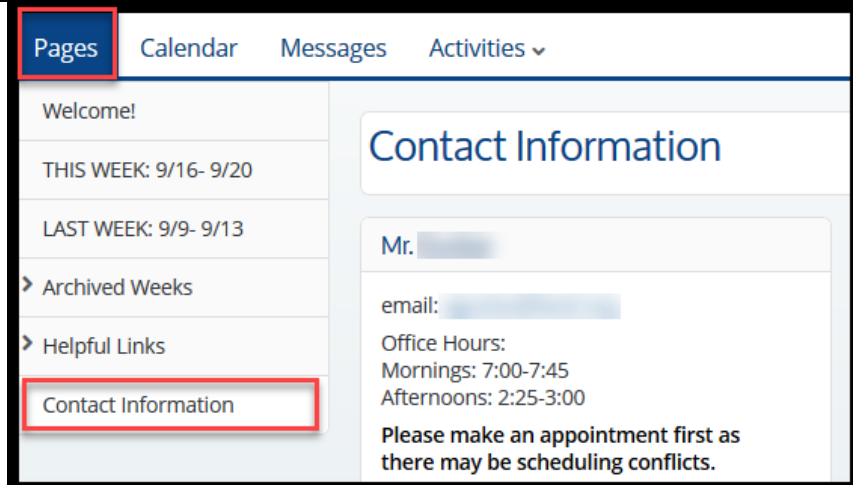 Pages Calendar Messages Activities
Welcome!
THIS WEEK: 9/16- 9/20
LAST WEEK: 9/9- 9/13
Archived Weeks
Helpful Links
Contact Information
Contact Information
Mr.
email:
Office Hours:
Mornings: 7:00-7:45
Afternoons: 2:25-3:00
Please make an appointment first as
there may be scheduling conflicts.